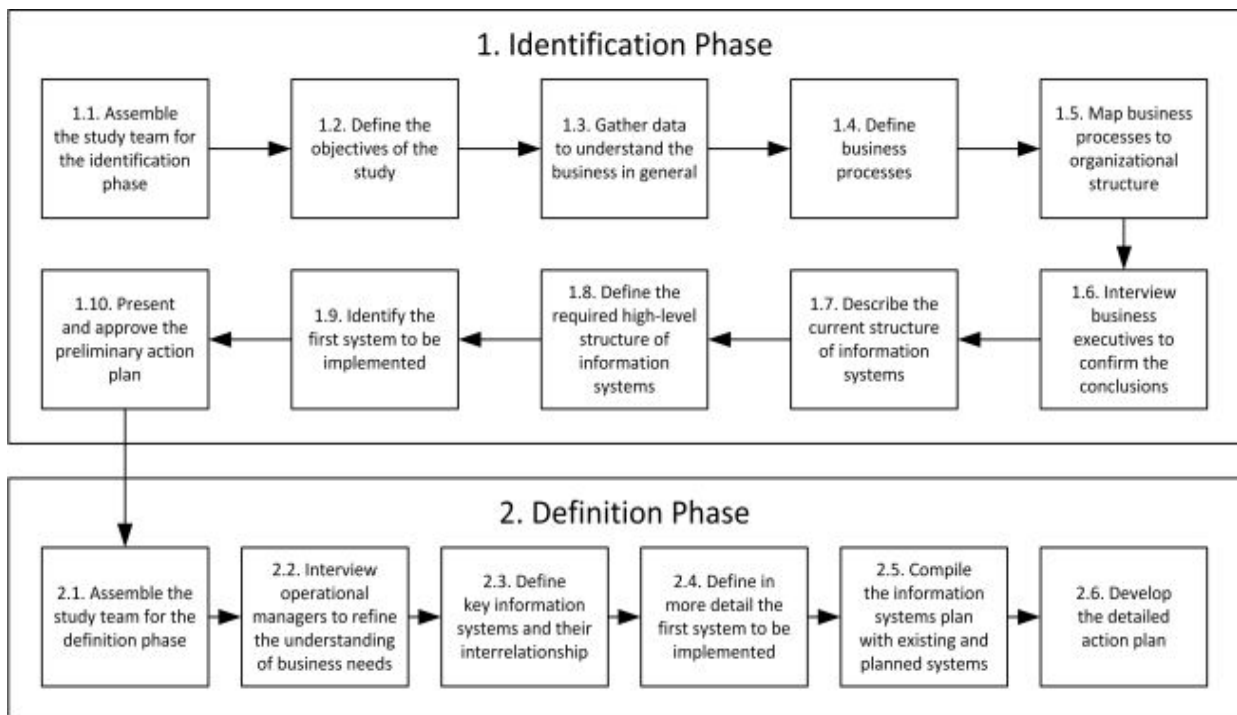 1. Identification Phase
1.1. Assemble
the study team for
the identification
phase
1.2. Define the
objectives of the
study
1.3. Gather data
to understand the
business in general
1.4. Define
business
processes
1.5. Map business
processes to
organizational
structure
1.6. Interview
business
executives to
confirm the
conclusions
1.7. Describe the
current structure
of information
systems
1.8. Define the
required high-level
structure of
information
systems
1.9. Identify the
first system to be
implemented
1.10. Present
and approve the
preliminary action
plan
2. Definition Phase
2.1. Assemble the
study team for the
definition phase
2.2. Interview
operational
managers to refine
the understanding
of business needs
2.3. Define
key information
systems and their
interrelationship
2.4. Define in
more detail the
first system to be
implemented
2.5. Compile
the information
systems plan
with existing and
planned systems
2.6. Develop
the detailed
action plan